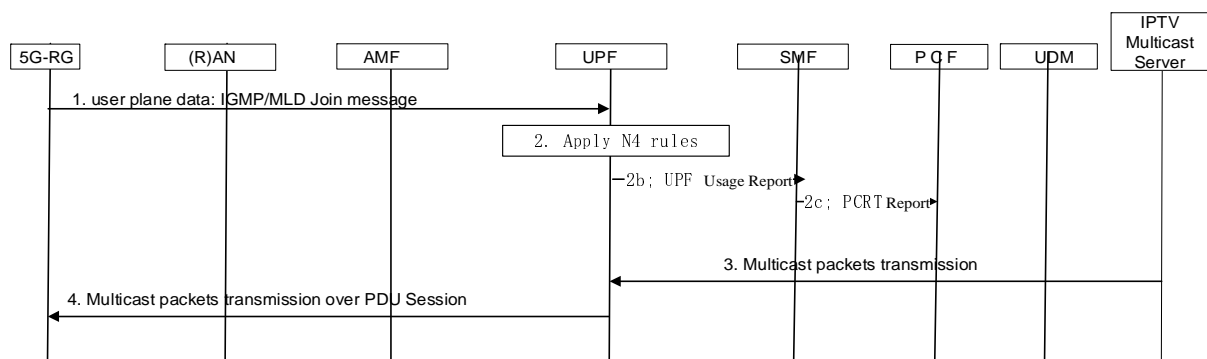 IPTV
Multicast
Server
5G-RG
(R)AN
AMF
UPF
SMF
P C F
UDM
1. user plane data: IGMP/MLD Join message
2. Apply N4 rules
2b; UPF Usage Report
2c; PCRT Report
3. Multicast packets transmission
4. Multicast packets transmission over PDU Session